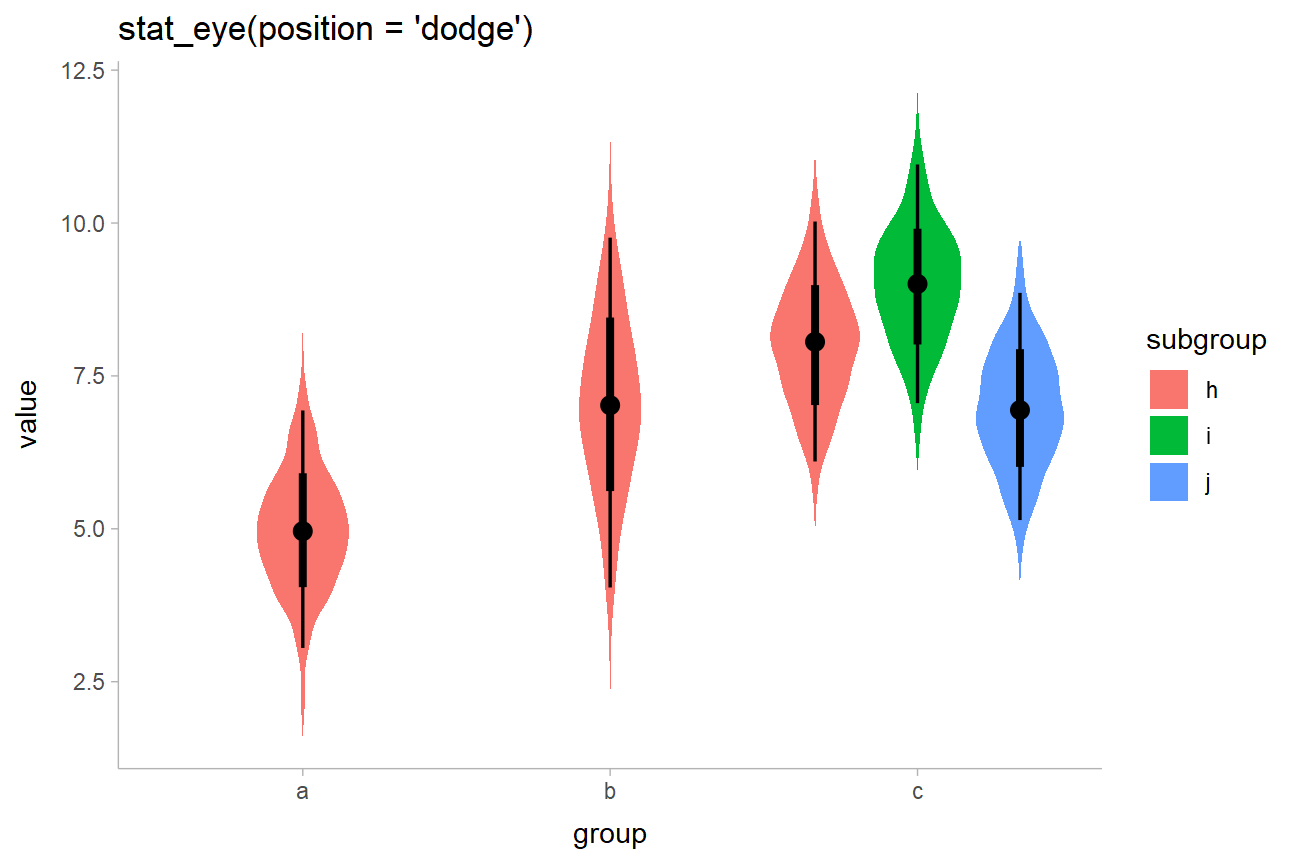 stat_eye(position = 'dodge')
12.5
10.0
7.5
5.0
2.5
value
a b c
group
subgroup
h
i
j